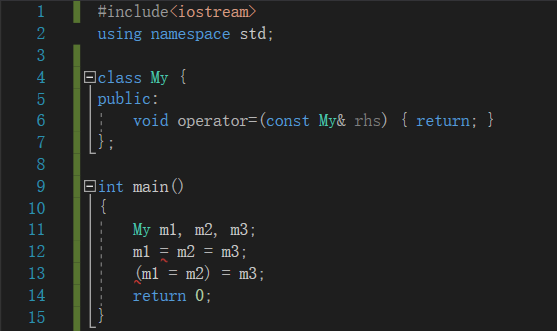 1 #include<iostream>
2 using namespace std;
3
4 class My {
5 public:
6 void operator=(const My& rhs) { return; }
7 };
8
9 int main()
10 {
11 My m1, m2, m3;
12 m1 = m2 = m3;
13 (m1 = m2) = m3;
14 return 0;
15 }